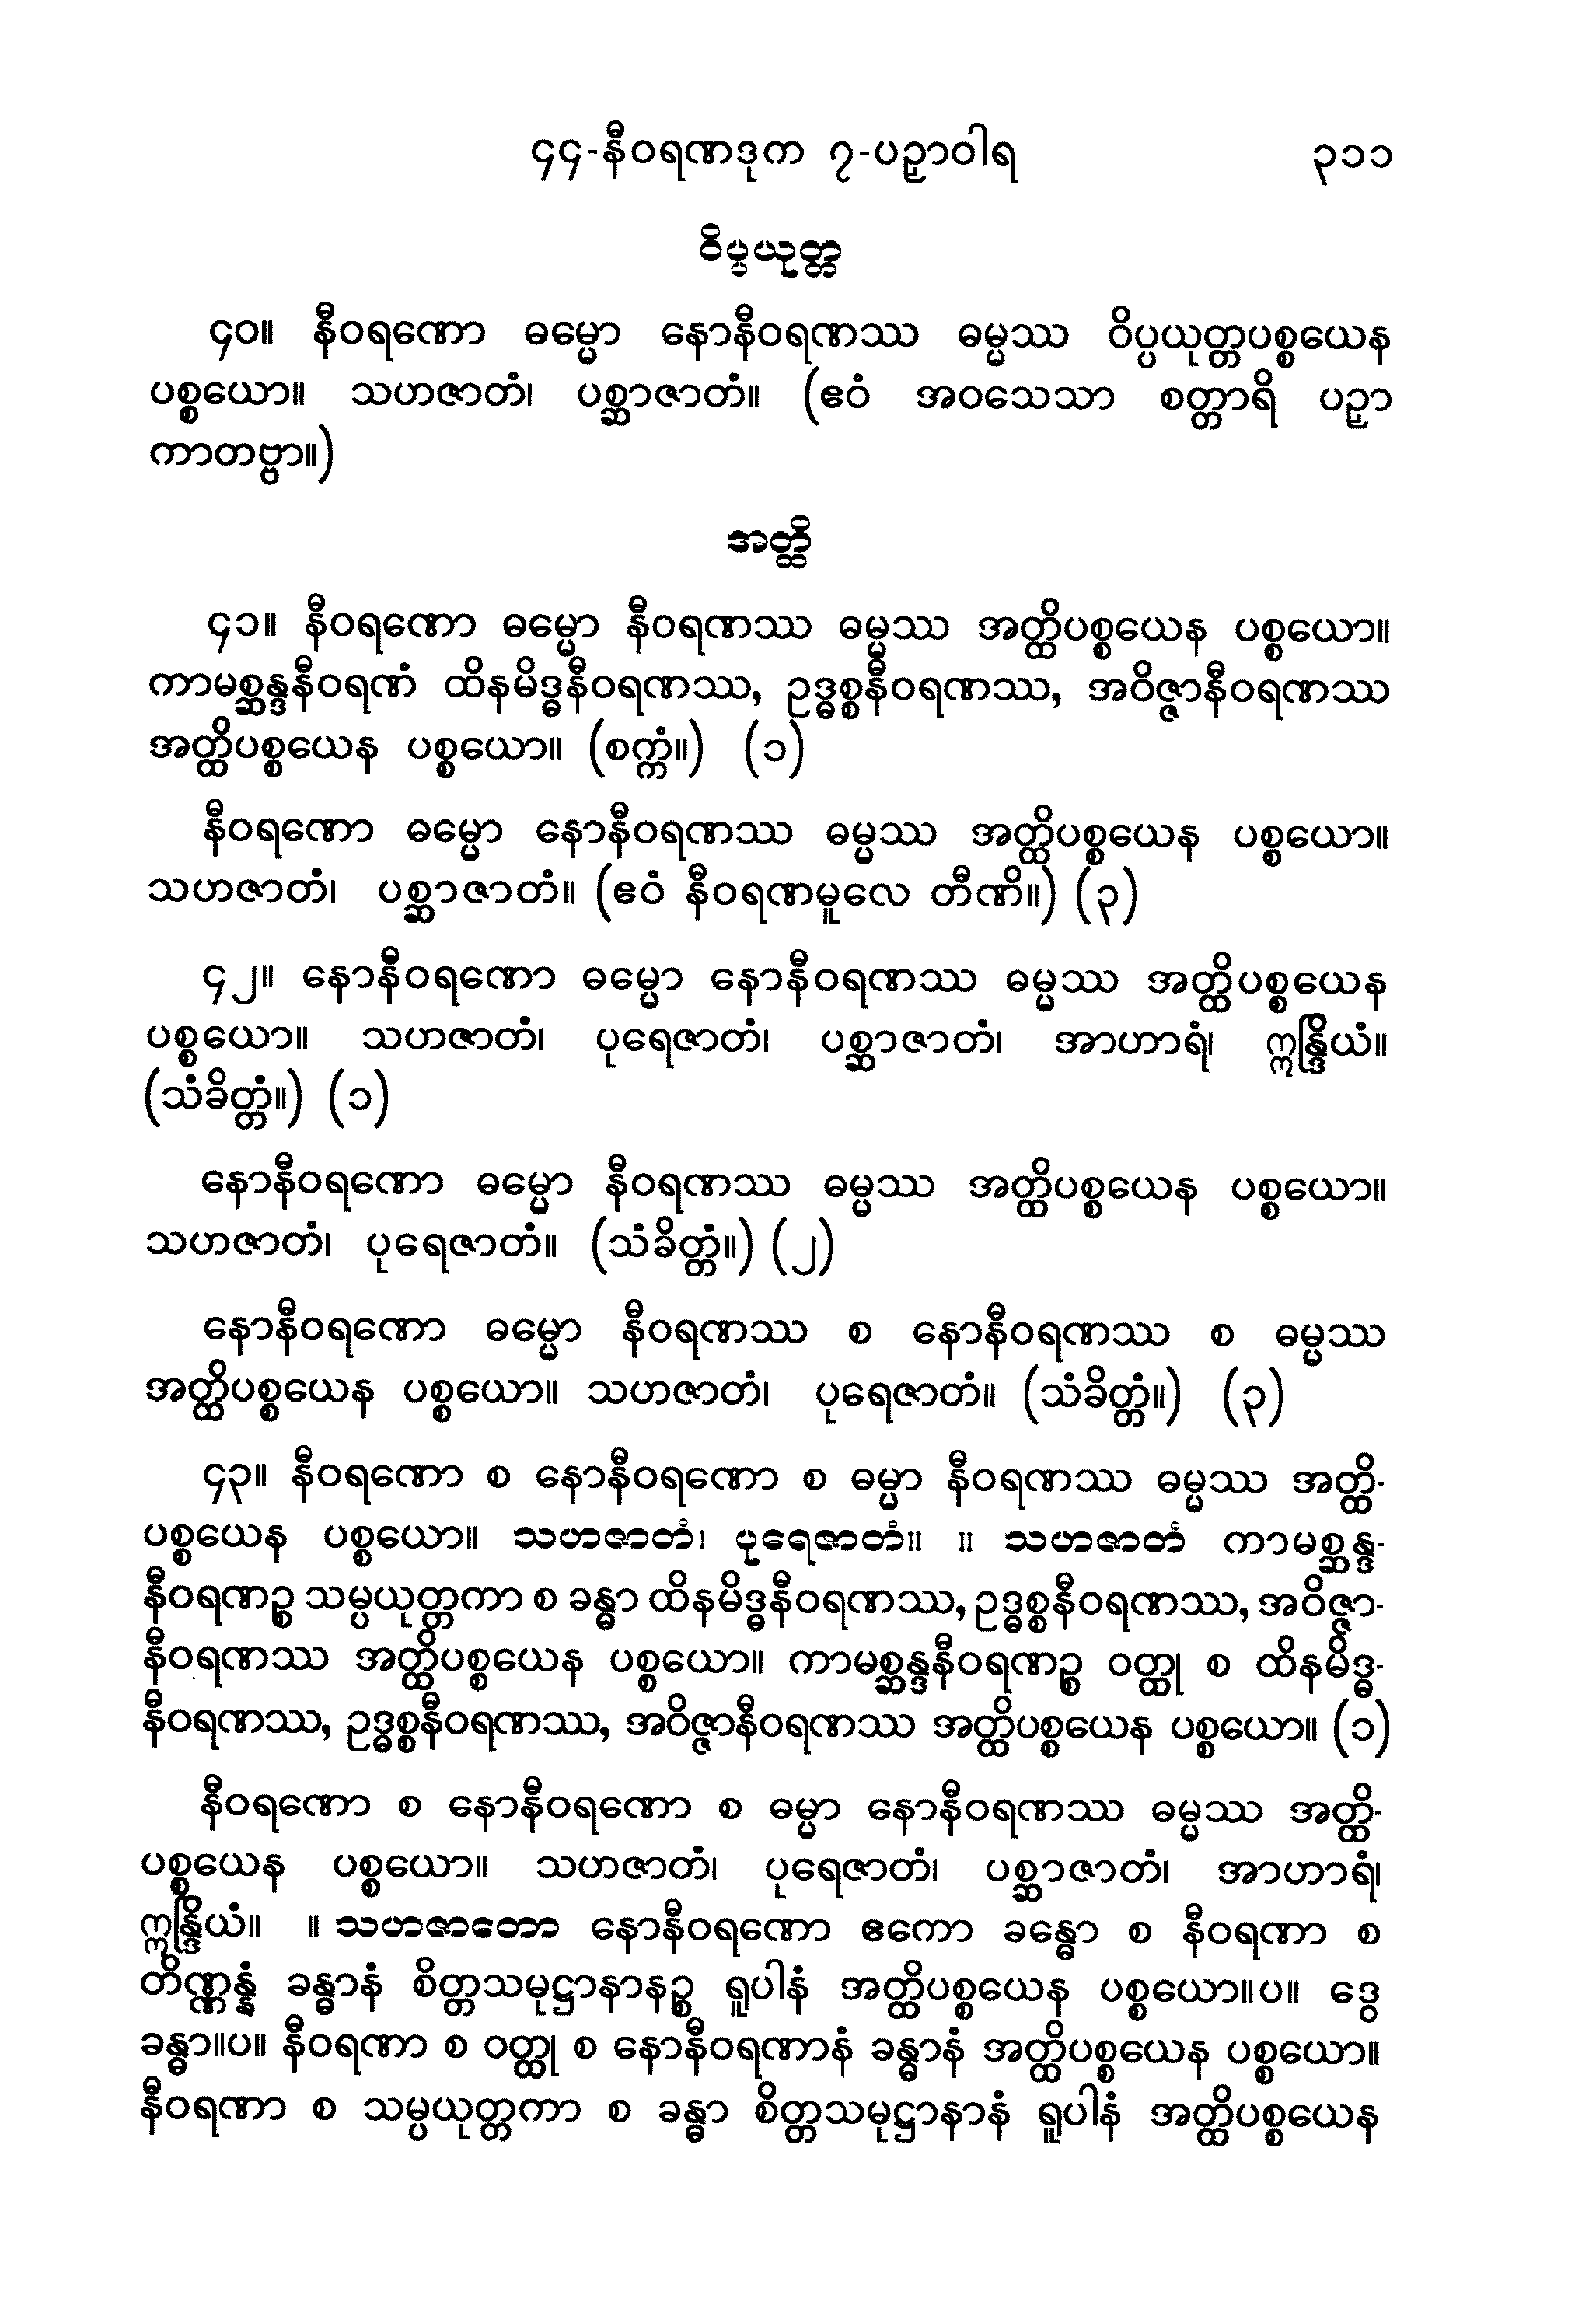 ၄၄-နီဝရဏဒုက ၇-ပဉှာဝါရ ၃၁၁
ဝိပ္ပယုတ္တ
၄၀။ နီဝရဏော ဓမ္မော နောနီဝရဏဿ ဓမ္မဿ ဝိပ္ပယုတ္တပစ္စယေန
ပစ္စယော။ သဟဇာတံ၊ ပစ္ဆာဇာတံ။ (ဧဝံ အဝသေသာ စတ္တာရိ ပဉှာ
ကာတဗ္ဗာ။)
အတ္ထိ
၄၁။ နီဝရဏော ဓမ္မော နီဝရဏဿ ဓမ္မဿ အတ္ထိပစ္စယေန ပစ္စယော။
ကာမစ္ဆန္ဒနီဝရဏံ ထိနမိဒ္ဓနီဝရဏဿ, ဥဒ္ဓစ္စနီဝရဏဿ, အဝိဇ္ဇာနီဝရဏဿ
အတ္ထိပစ္စယေန ပစ္စယော။ (စက္ကံ။) (၁)
နီဝရဏော ဓမ္မော နောနီဝရဏဿ ဓမ္မဿ အတ္ထိပစ္စယေန ပစ္စယော။
သဟဇာတံ၊ ပစ္ဆာဇာတံ။ (ဧဝံ နီဝရဏမူလေ တီဏိ။) (၃)
၄၂။ နောနီဝရဏော ဓမ္မော နောနီဝရဏဿ ဓမ္မဿ အတ္ထိပစ္စယေန
ပစ္စယော။ သဟဇာတံ၊ ပုရေဇာတံ၊ ပစ္ဆာဇာတံ၊ အာဟာရံ၊ ဣန္ဒြိယံ။
(သံခိတ္တံ။) (၁)
နောနီဝရဏော ဓမ္မော နီဝရဏဿ ဓမ္မဿ အတ္ထိပစ္စယေန ပစ္စယော။
သဟဇာတံ၊ ပုရေဇာတံ။ (သံခိတ္တံ။) (၂)
နောနီဝရဏော ဓမ္မော နီဝရဏဿ စ နောနီဝရဏဿ စ ဓမ္မဿ
အတ္ထိပစ္စယေန ပစ္စယော။ သဟဇာတံ၊ ပုရေဇာတံ။ (သံခိတ္တံ။) (၃)
၄၃။ နီဝရဏော စ နောနီဝရဏော စ ဓမ္မာ နီဝရဏဿ ဓမ္မဿ အတ္ထိ-
ပစ္စယေန ပစ္စယော။ သဟဇာတံ၊ ပုရေဇာတံ။ ။ သဟဇာတံ ကာမစ္ဆန္ဒ-
နီဝရဏဉ္စ သမ္ပယုတ္တကာ စ ခန္ဓာ ထိနမိဒ္ဓနီဝရဏဿ, ဥဒ္ဓစ္စနီဝရဏဿ, အဝိဇ္ဇာ-
နီဝရဏဿ အတ္ထိပစ္စယေန ပစ္စယော။ ကာမစ္ဆန္ဒနီဝရဏဉ္စ ဝတ္ထု စ ထိနမိဒ္ဓ-
နီဝရဏဿ, ဥဒ္ဓစ္စနီဝရဏဿ, အဝိဇ္ဇာနီဝရဏဿ အတ္ထိပစ္စယေန ပစ္စယော။ (၁)
နီဝရဏော စ နောနီဝရဏော စ ဓမ္မာ နောနီဝရဏဿ ဓမ္မဿ အတ္ထိ-
ပစ္စယေန ပစ္စယော။ သဟဇာတံ၊ ပုရေဇာတံ၊ ပစ္ဆာဇာတံ၊ အာဟာရံ၊
ဣန္ဒြိယံ။ ။ သဟဇာတော နောနီဝရဏော ဧကော ခန္ဓော စ နီဝရဏာ စ
တိဏ္ဏန္နံ ခန္ဓာနံ စိတ္တသမုဋ္ဌာနာနဉ္စ ရူပါနံ အတ္ထိပစ္စယေန ပစ္စယော။ပ။ ဒွေ
ခန္ဓာ။ပ။ နီဝရဏာ စ ဝတ္ထု စ နောနီဝရဏာနံ ခန္ဓာနံ အတ္ထိပစ္စယေန ပစ္စယော။
နီဝရဏာ စ သမ္ပယုတ္တကာ စ ခန္ဓာ စိတ္တသမုဋ္ဌာနာနံ ရူပါနံ အတ္ထိပစ္စယေန